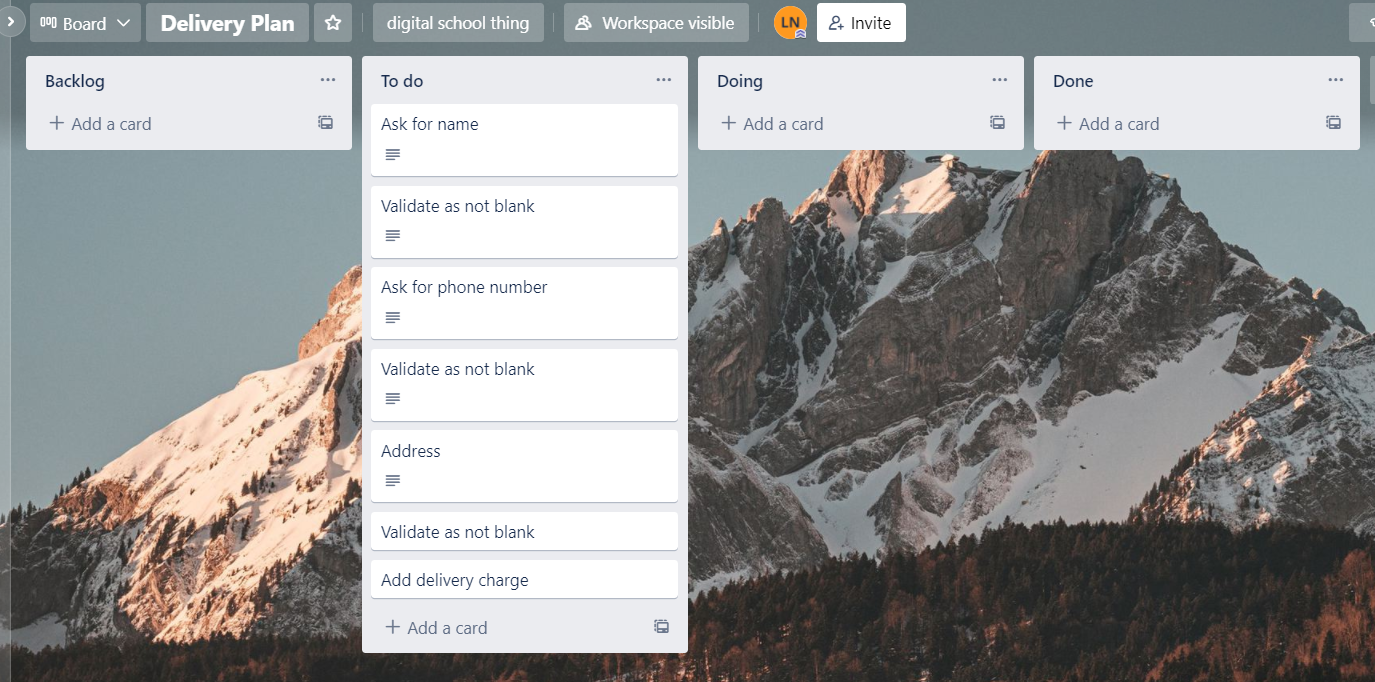 Board
Delivery Plan
digital school thing
Workspace visible
LN
Invite
Backlog
Add a card
To do
Ask for name
Validate as not blank
Ask for phone number
Validate as not blank
Address
Validate as not blank
Add delivery charge
Add a card
Doing
Add a card
Done
Add a card